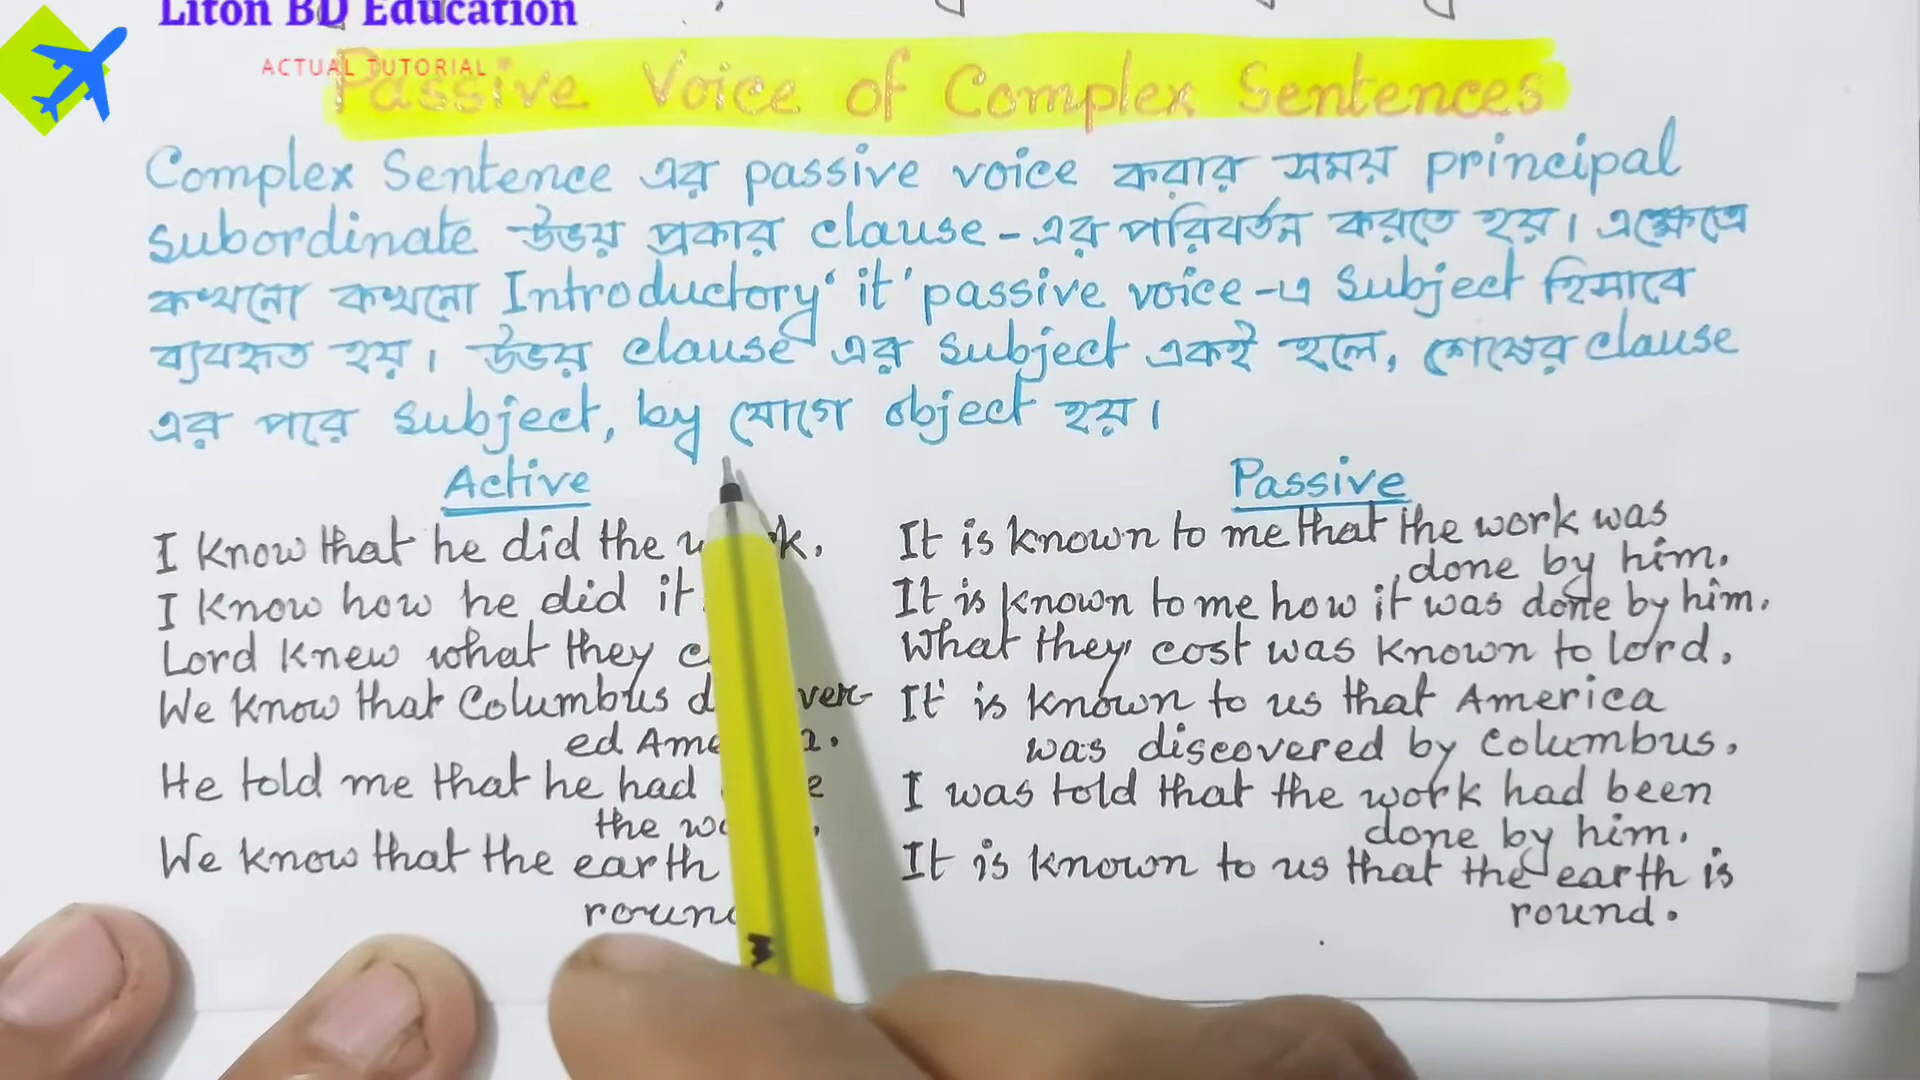 Liton BD Education
ACTUAL TUTORIAL
Passive Voice of Complex Sentences
Complex Sentence এর passive voice করার সময় principal
subordinate উভয় প্রকার clause-এর পরিবর্তন করতে হয়। এক্ষেত্রে
কখনো কখনো Introductory 'it' passive voice-এ subject হিসাবে
ব্যবহৃত হয়। উভয় clause এর subject একই হলে, শেষের clause
এর পরে subject, by যোগে object হয়।
Active
Passive
I know that he did the
It is known to me that the work was
done by him.
I know how he did it
It is known to me how it was done by him.
Lord knew what they
What they cost was known to lord.
We know that Columbus
It is known to us that America
ed
was discovered by Columbus.
He told me that he had
I was told that the work had been
the
done by him.
We know that the earth
It is known to us that the earth is
round
round.